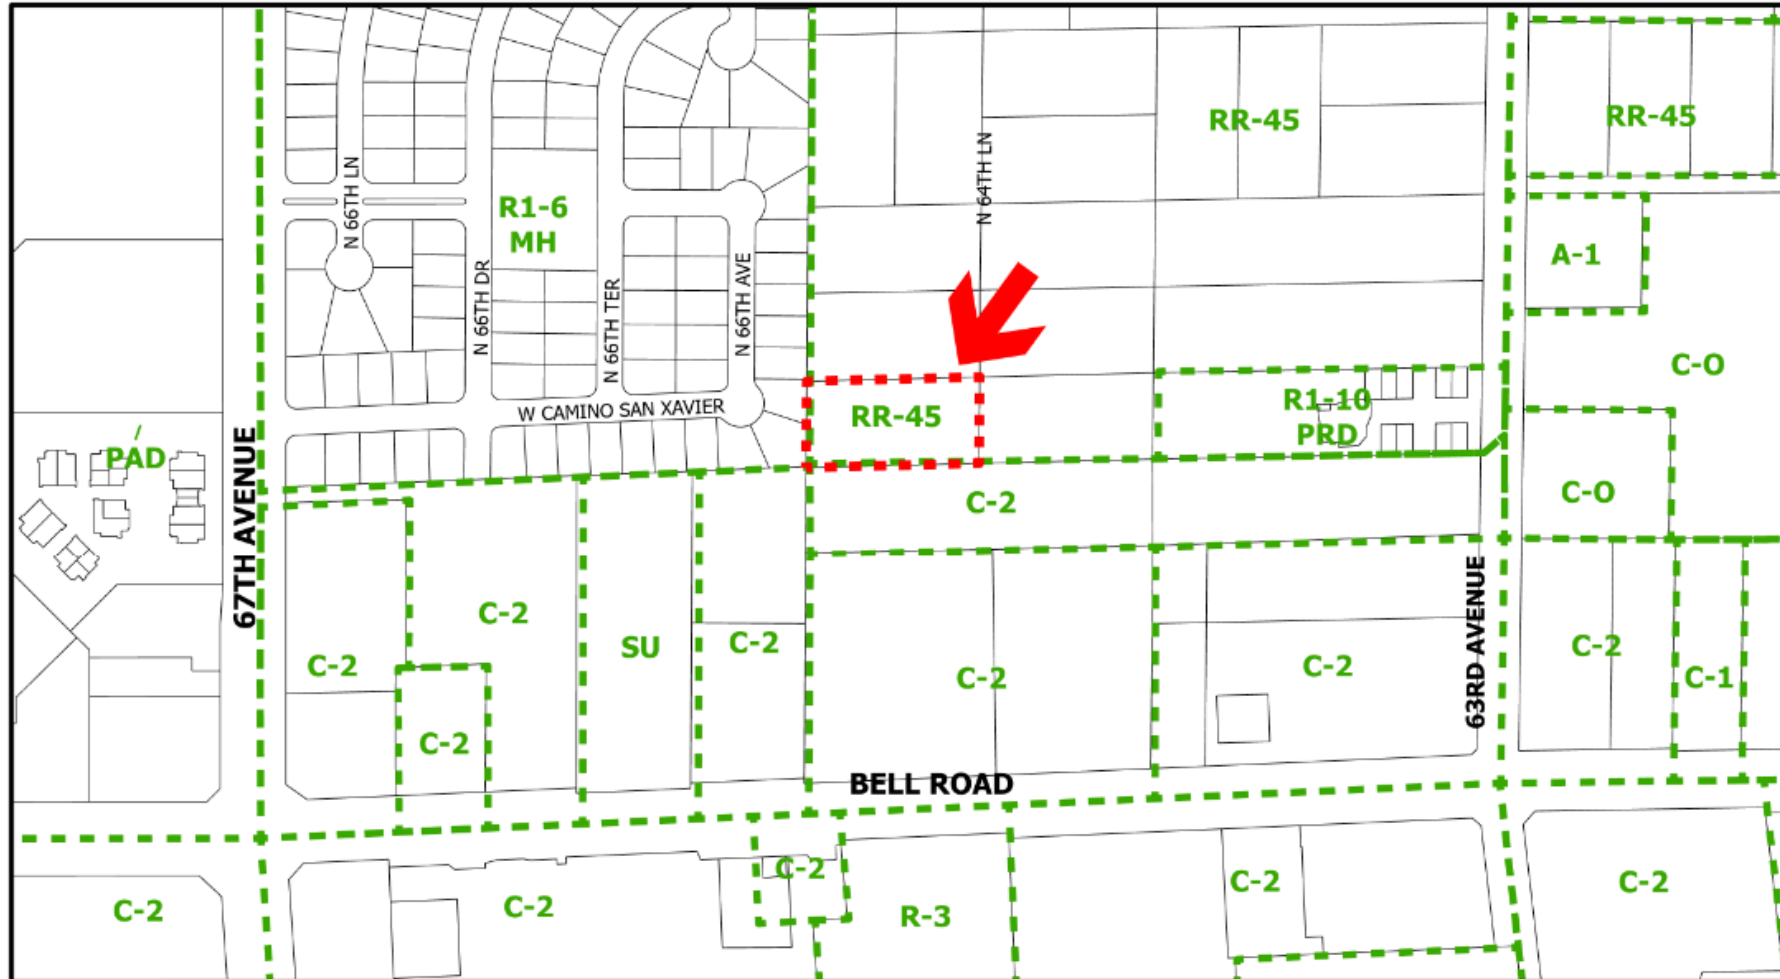 RR-45
RR-45
N 66TH LN
N 64TH LN
R1-6
MH
A-1
N 66TH DR
N 66TH TER
N 66TH AVE
C-O
W CAMINO SAN XAVIER
RR-45
R1-10
PRD
PAD
67TH AVENUE
C-2
C-O
C-2
SU
C-2
C-2
C-2
C-2
63RD AVENUE
C-2
C-1
C-2
BELL ROAD
C-2
C-2
C-2
C-2
C-2
R-3